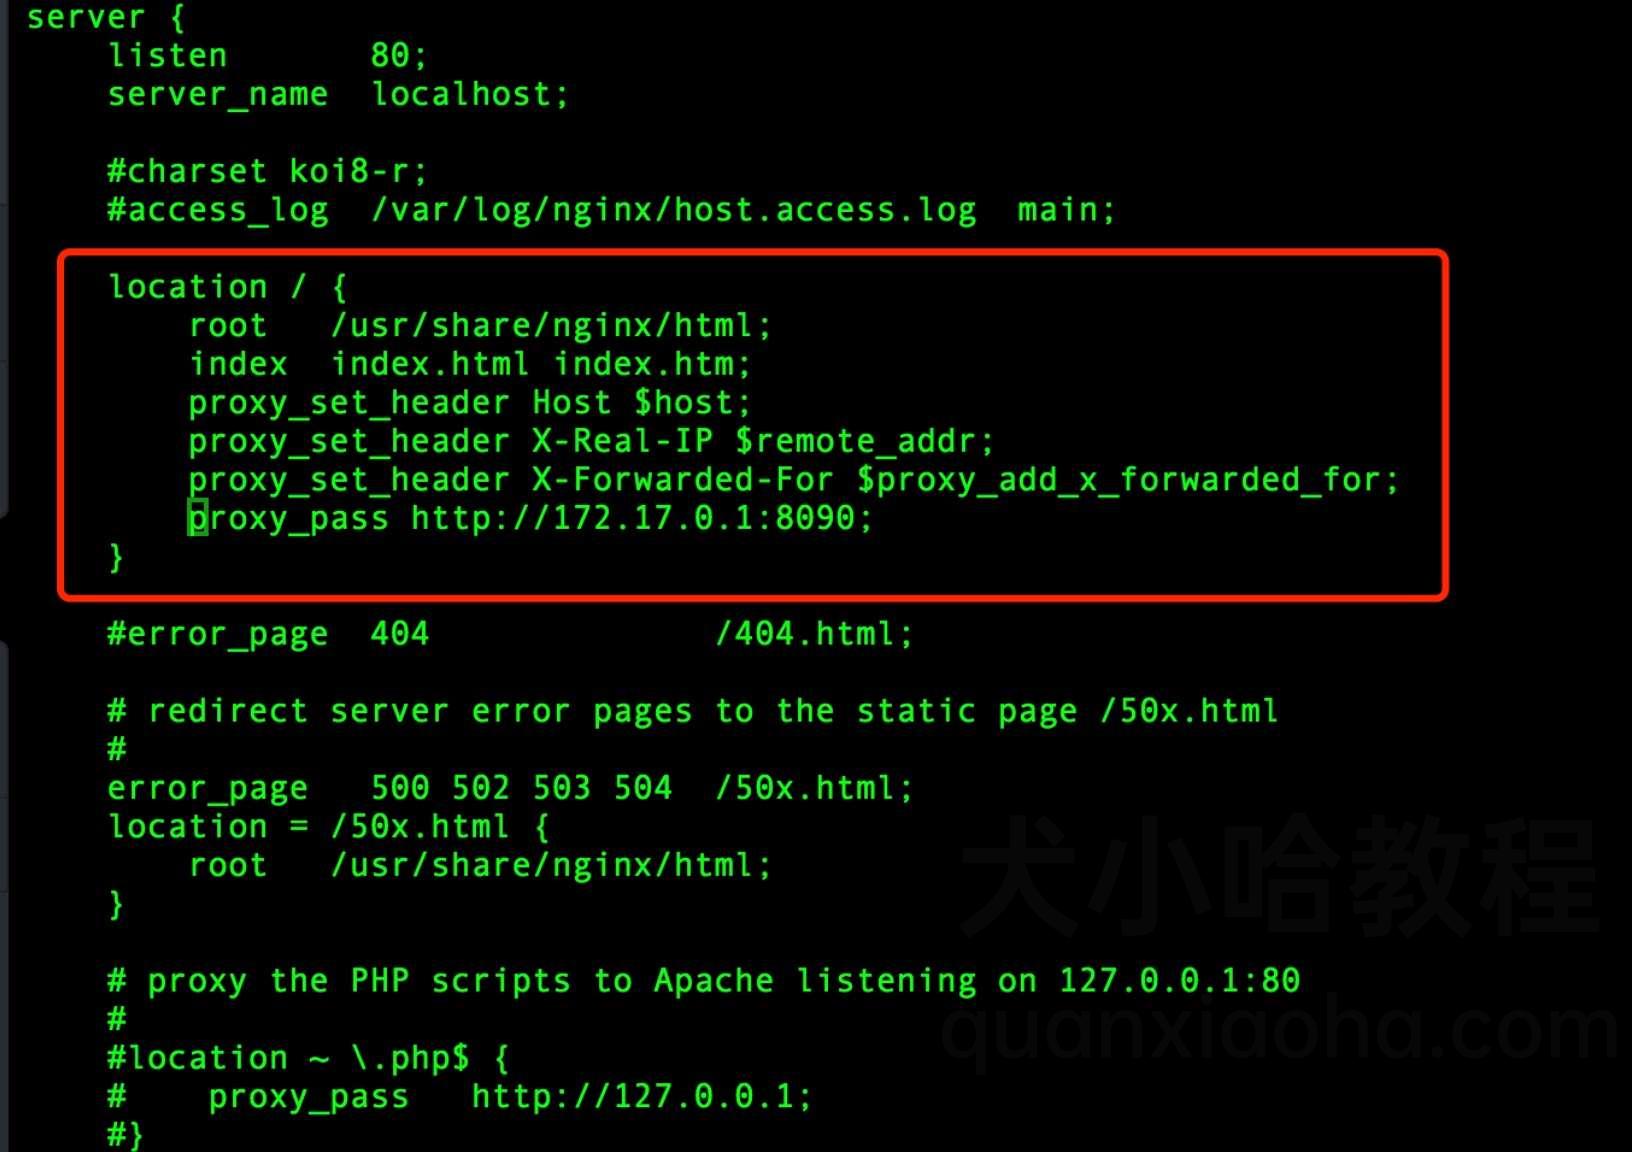 server {
    listen       80;
    server_name  localhost;
    #charset koi8-r;
    #access_log  /var/log/nginx/host.access.log  main;
    location / {
        root   /usr/share/nginx/html;
        index  index.html index.htm;
        proxy_set_header Host $host;
        proxy_set_header X-Real-IP $remote_addr;
        proxy_set_header X-Forwarded-For $proxy_add_x_forwarded_for;
        proxy_pass http://172.17.0.1:8090;
    }
    #error_page  404              /404.html;
    # redirect server error pages to the static page /50x.html
    #
    error_page   500 502 503 504  /50x.html;
    location = /50x.html {
        root   /usr/share/nginx/html;
    }
    # proxy the PHP scripts to Apache listening on 127.0.0.1:80
    #
    #location ~ \.php$ {
    #    proxy_pass   http://127.0.0.1;
    #}
犬小哈教程
quanxiaoha.com